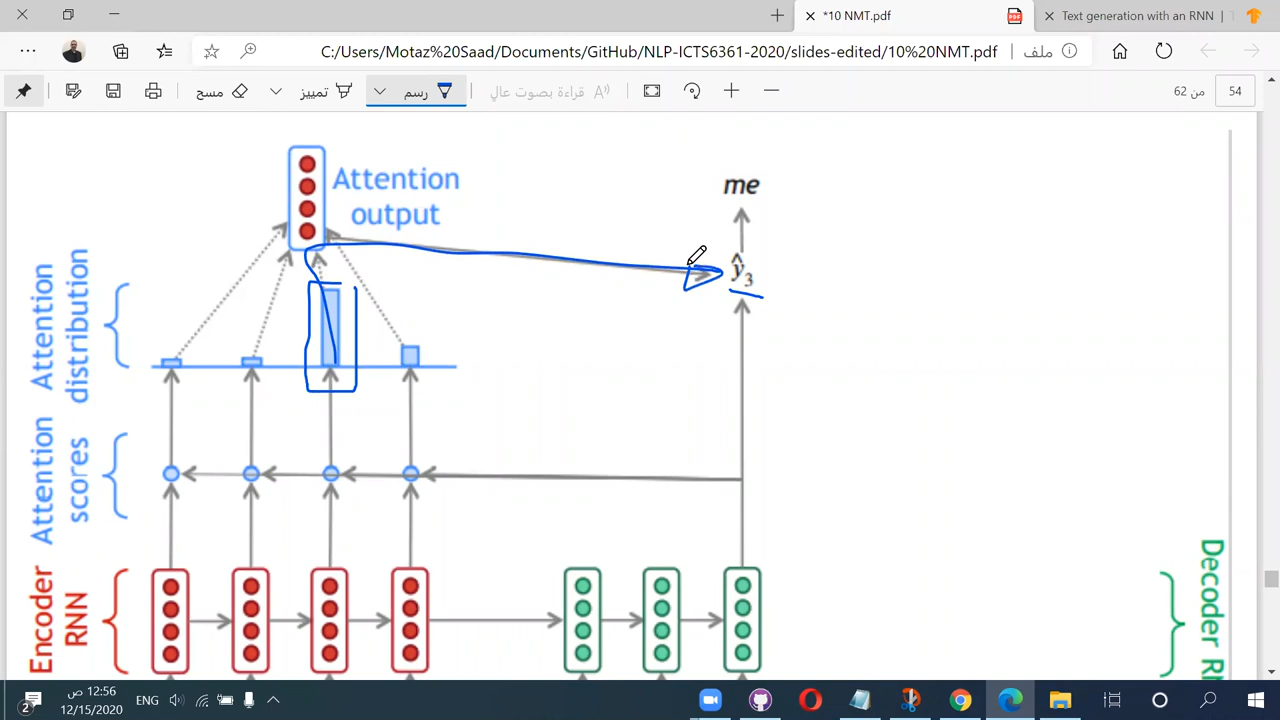 *10 NMT.pdf
Text generation with an RNN | T
C:/Users/Motaz%20Saad/Documents/GitHub/NLP-ICTS6361-2020/slides-edited/10%20NMT.pdf
ملف
مسح
تمييز
رسم
قراءة بصوت عالٍ
من 62
54
Attention
output
me
ŷ3
Attention
distribution
Attention
scores
Encoder
RNN
Decoder RN
2
12:56 ص
12/15/2020
ENG